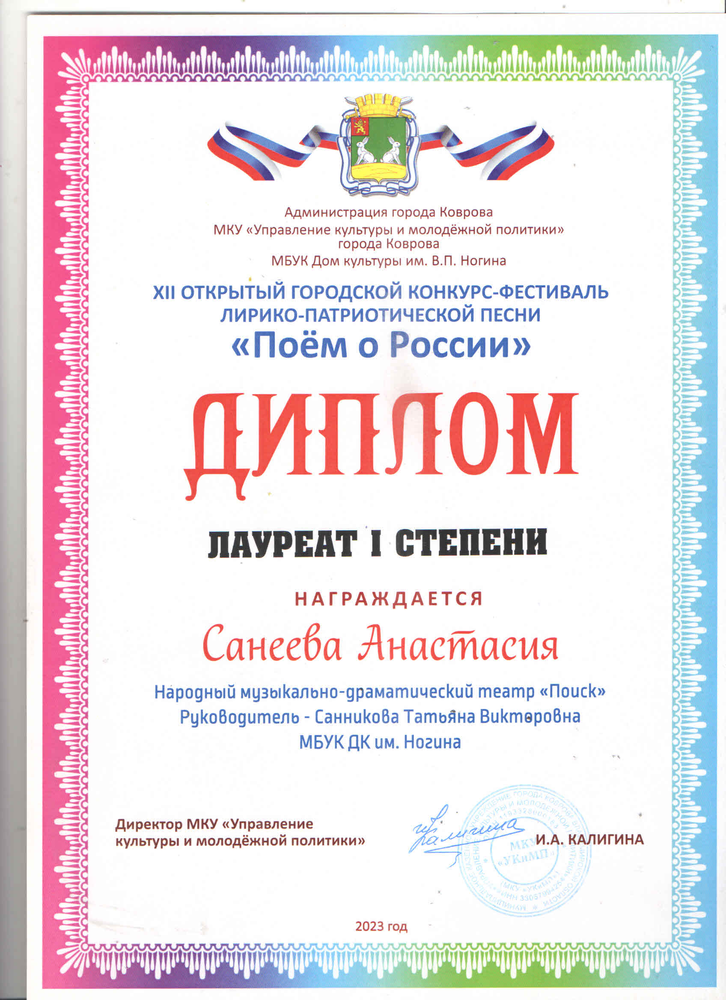 Администрация города Коврова
МКУ «Управление культуры и молодёжной политики»
города Коврова
МБУК Дом культуры им. В.П. Ногина
XII ОТКРЫТЫЙ ГОРОДСКОЙ КОНКУРС-ФЕСТИВАЛЬ
ЛИРИКО-ПАТРИОТИЧЕСКОЙ ПЕСНИ
«Поём о России»
ДИПЛОМ
ЛАУРЕАТ I СТЕПЕНИ
НАГРАЖДАЕТСЯ
Санеева Анастасия
Народный музыкально-драматический театр «Поиск»
Руководитель - Санникова Татьяна Викторовна
МБУК ДК им. Ногина
Директор МКУ «Управление
культуры и молодёжной политики»
И.А. КАЛИГИНА
МКУ
«УКиМП»
2023 год